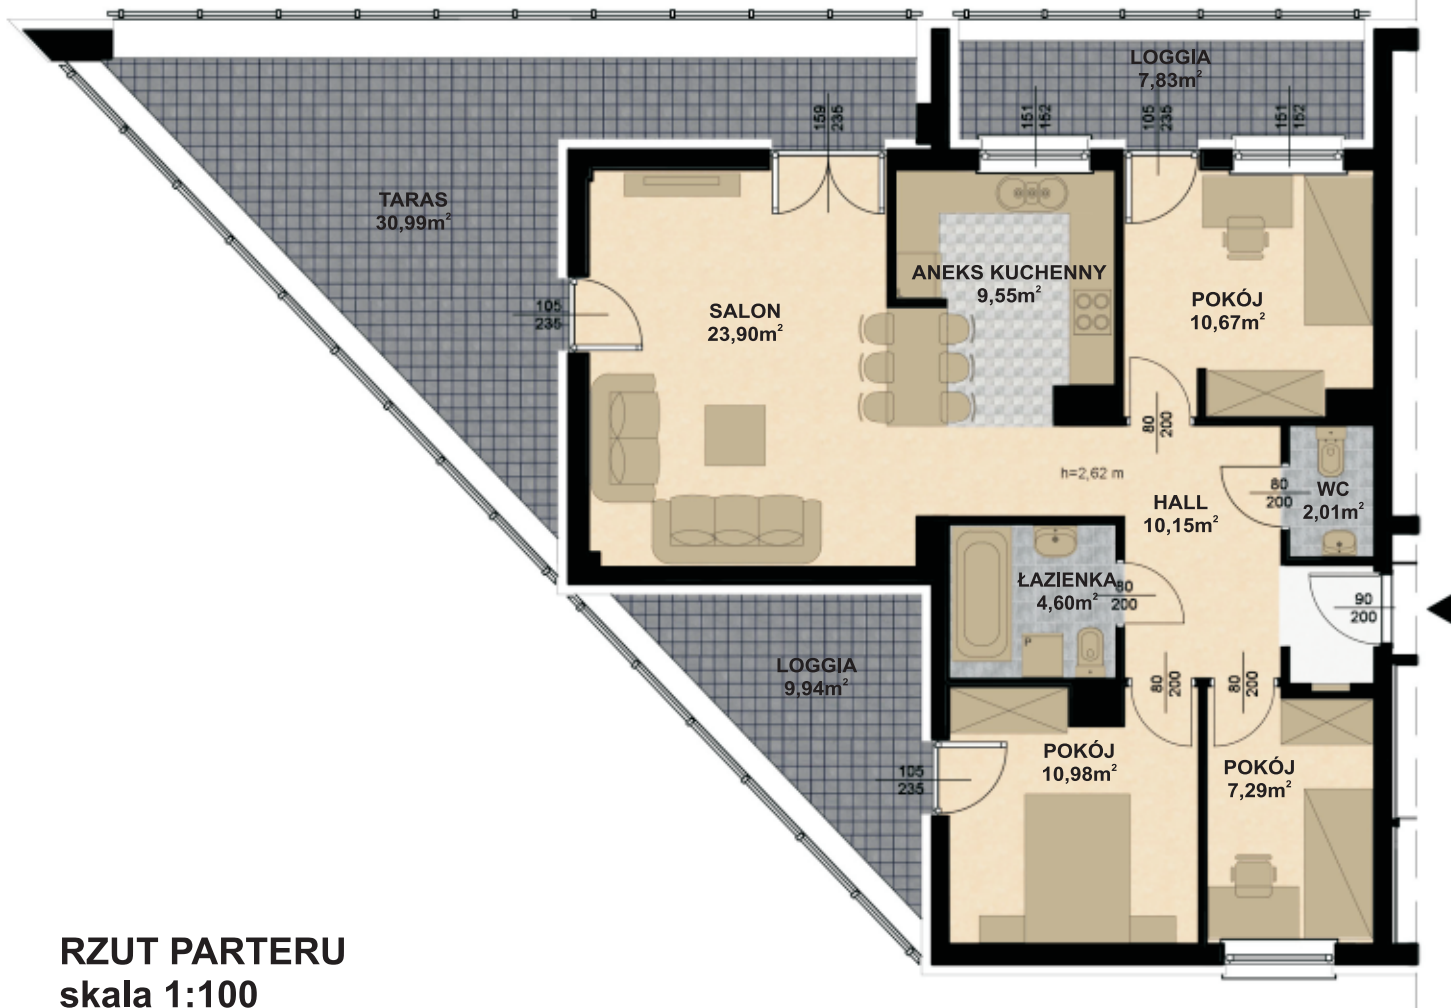 LOGGIA
7,83m²
151
152
105
235
151
152
159
235
TARAS
30,99m²
ANEKS KUCHENNY
9,55m²
POKÓJ
10,67m²
105
235
SALON
23,90m²
80
200
h=2,62 m
HALL
10,15m²
80
200
WC
2,01m²
ŁAZIENKA
4,60m²
80
200
90
200
P
LOGGIA
9,94m²
80
200
80
200
POKÓJ
10,98m²
105
235
POKÓJ
7,29m²
RZUT PARTERU
skala 1:100